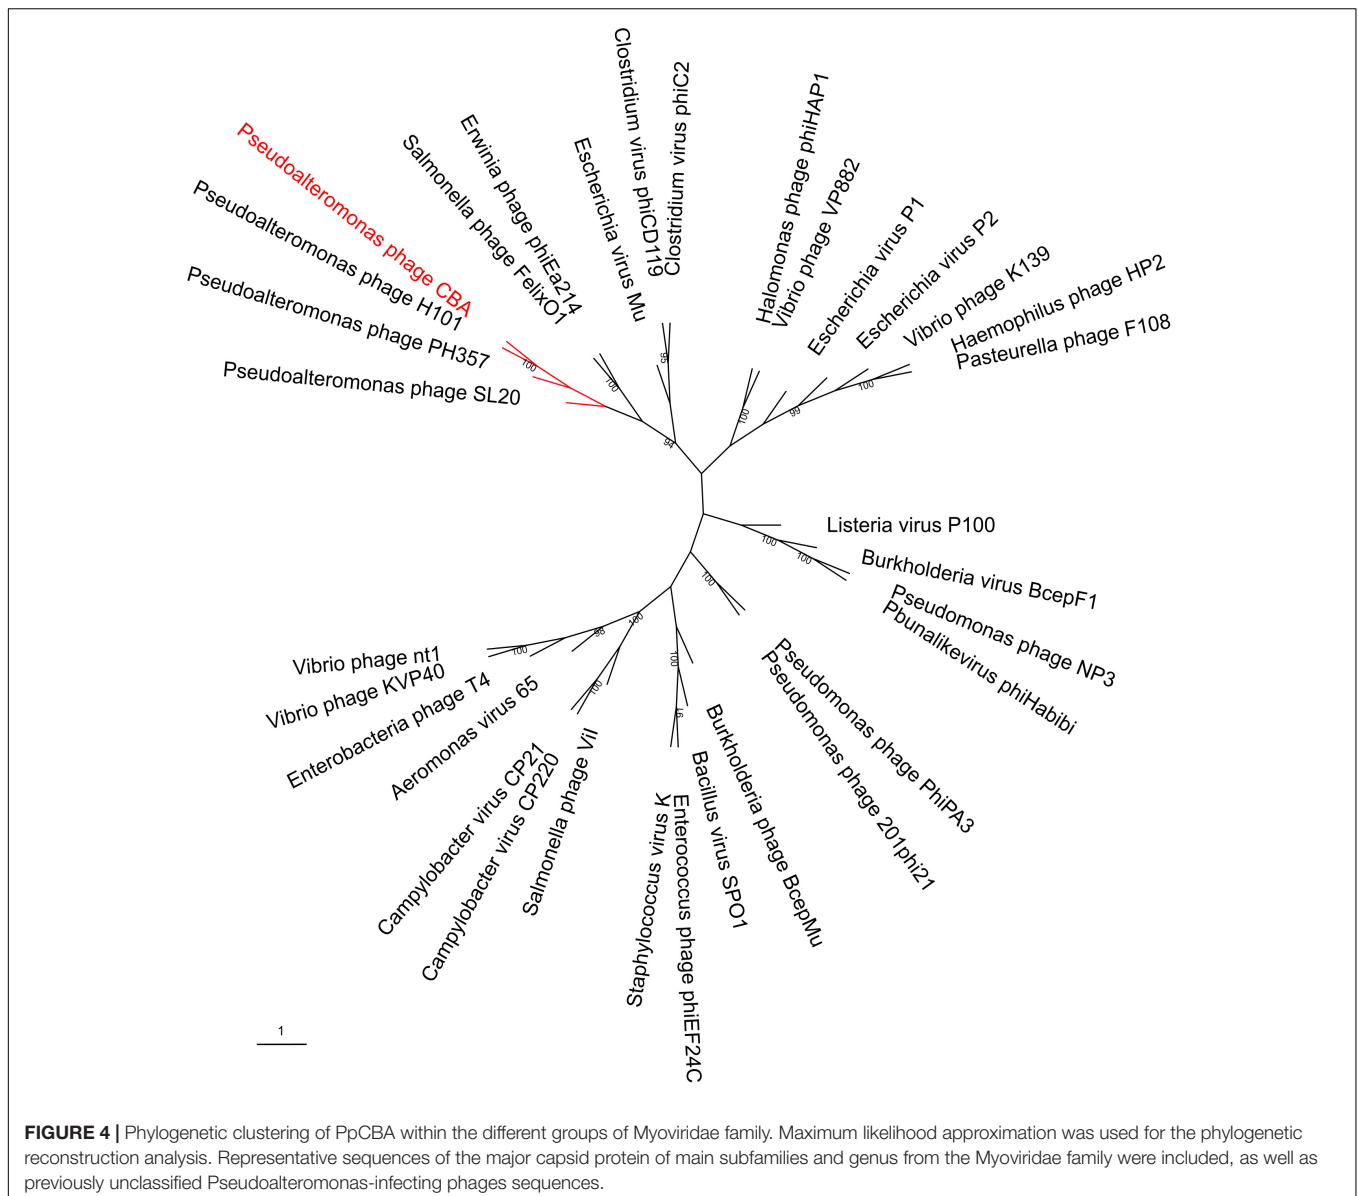 Clostridium virus phiCD119
Clostridium virus phiC2
Halomonas phage phiHAP1
Vibrio phage VP882
Escherichia virus P1
Escherichia virus P2
Vibrio phage K139
Haemophilus phage HP2
Pasteurella phage F108
Escherichia virus Mu
Erwinia phage phiEa214
Salmonella phage FelixO1
Pseudoalteromonas phage CBA
Pseudoalteromonas phage H101
Pseudoalteromonas phage PH357
Pseudoalteromonas phage SL20
100
100
95
94
100
99
100
Listeria virus P100
Burkholderia virus BcepF1
Pseudomonas phage NP3
Pbunalikevirus phiHabibi
100
100
100
Pseudomonas phage PhiPA3
Pseudomonas phage 201phi21
Burkholderia phage BcepMu
Bacillus virus SPO1
Enterococcus phage phiEF24C
Staphylococcus virus K
100
91
Salmonella phage ViI
Campylobacter virus CP220
Campylobacter virus CP21
Aeromonas virus 65
Enterobacteria phage T4
Vibrio phage KVP40
Vibrio phage nt1
100
98
100
100
1
FIGURE 4 | Phylogenetic clustering of PpCBA within the different groups of Myoviridae family. Maximum likelihood approximation was used for the phylogenetic
reconstruction analysis. Representative sequences of the major capsid protein of main subfamilies and genus from the Myoviridae family were included, as well as
previously unclassified Pseudoalteromonas-infecting phages sequences.